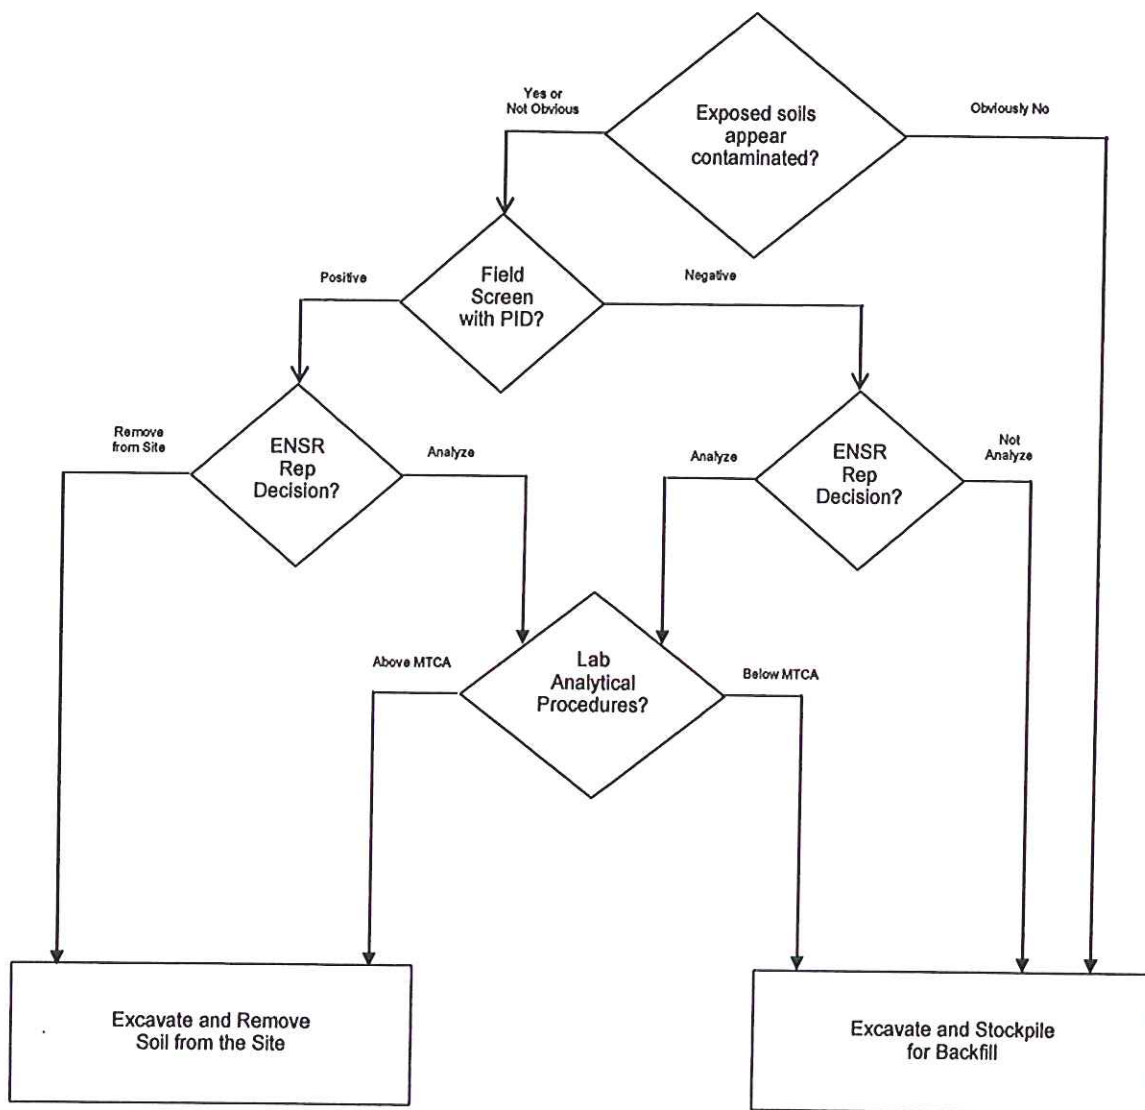 Yes or
Not Obvious
Exposed soils
appear
contaminated?
Obviously No
Positive
Field
Screen
with PID?
Negative
Remove
from Site
ENSR
Rep
Decision?
Analyze
Analyze
ENSR
Rep
Decision?
Not
Analyze
Above MTCA
Lab
Analytical
Procedures?
Below MTCA
Excavate and Remove
Soil from the Site
Excavate and Stockpile
for Backfill